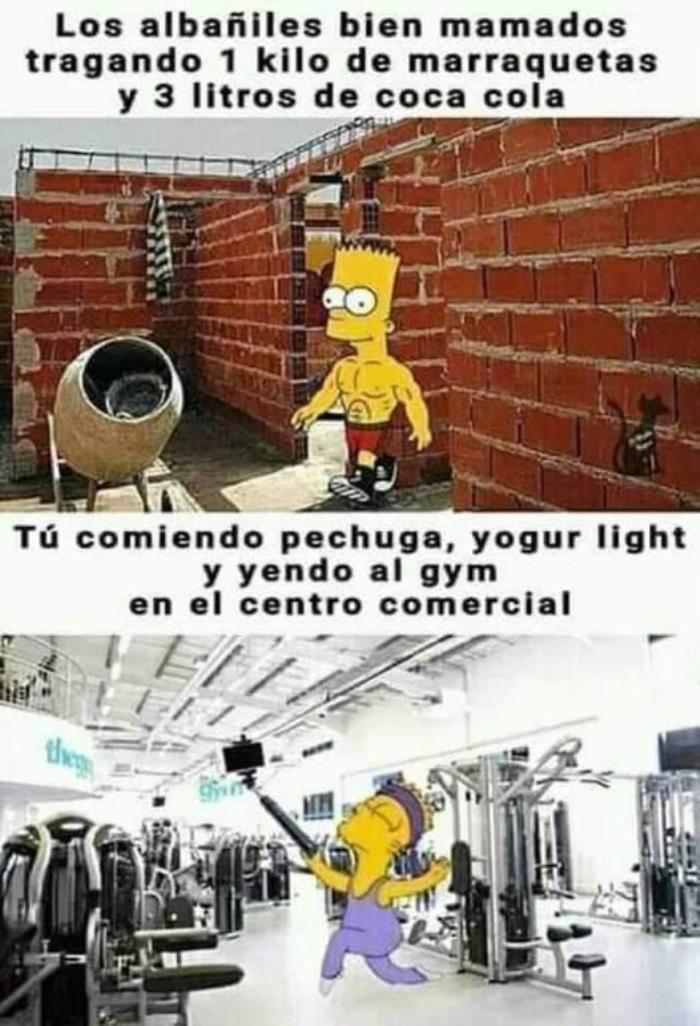 Los albañiles bien mamados
tragando 1 kilo de marraquetas
y 3 litros de coca cola
Tú comiendo pechuga, yogur light
y yendo al gym
en el centro comercial
gym